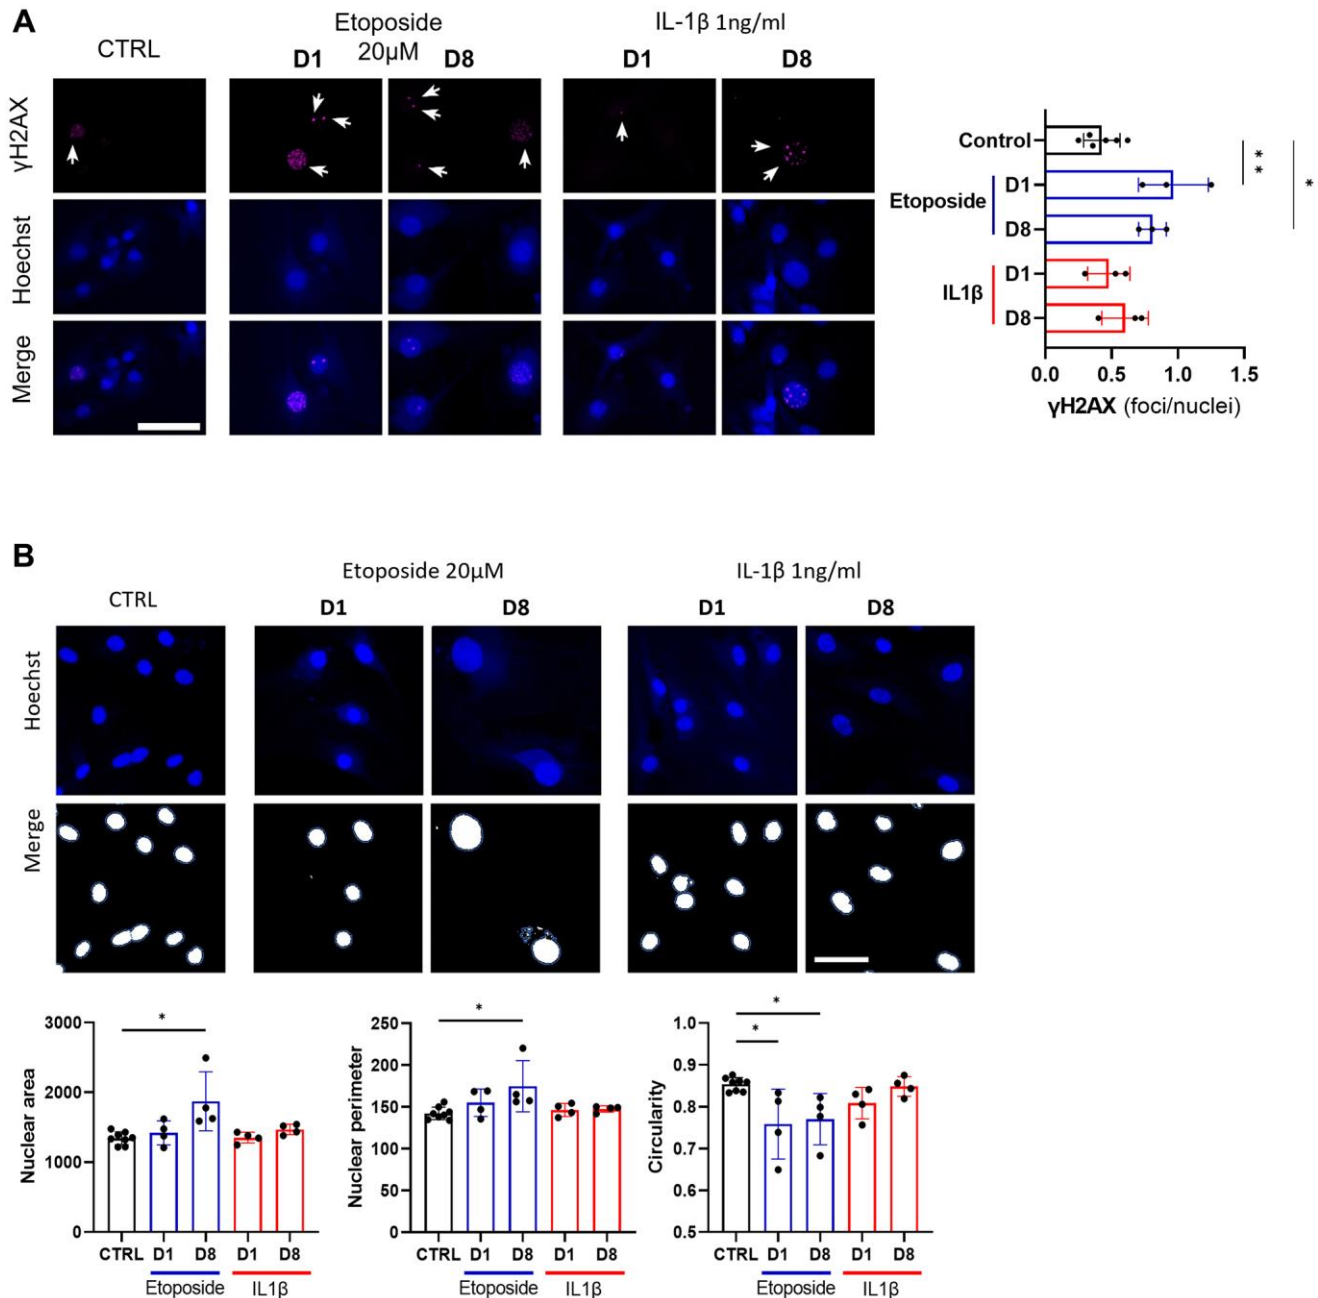 A
CTRL
Etoposide
20μM
D1
D8
IL-1β 1ng/ml
D1
D8
γH2AX
Hoechst
Merge
Control
Etoposide
D1
D8
IL1β
D1
D8
**
*
0.0 0.5 1.0 1.5
γH2AX (foci/nuclei)
B
CTRL
Etoposide 20μM
D1 D8
IL-1β 1ng/ml
D1 D8
Hoechst
Merge
Nuclear area
3000
2000
1000
0
*
CTRL D1 D8 D1 D8
Etoposide IL1β
Nuclear perimeter
250
200
150
100
50
0
*
CTRL D1 D8 D1 D8
Etoposide IL1β
Circularity
1.0
0.9
0.8
0.7
0.6
0.5
*
*
CTRL D1 D8 D1 D8
Etoposide IL1β